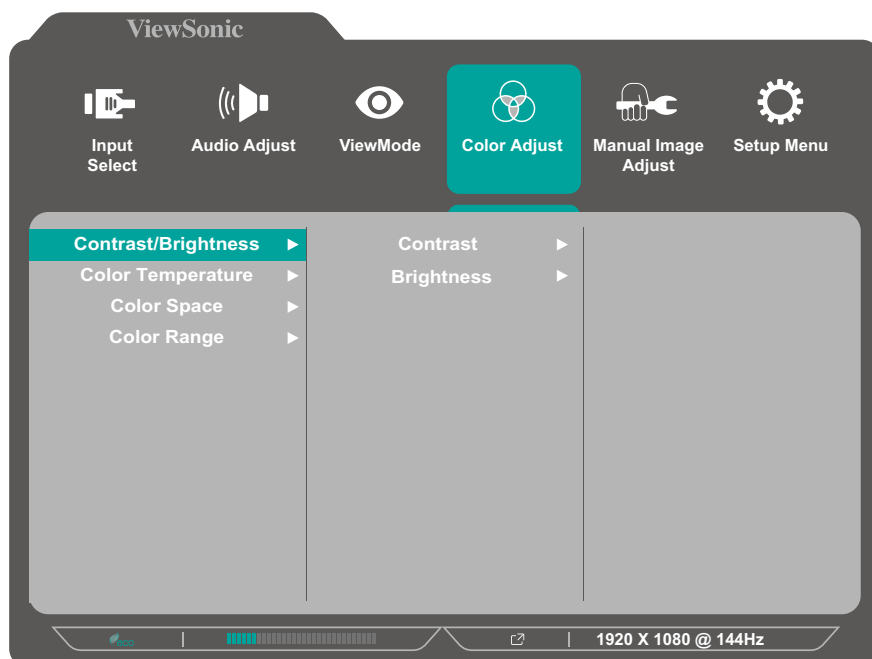 ViewSonic
Input
Select
Audio Adjust
ViewMode
Color Adjust
Manual Image
Adjust
Setup Menu
Contrast/Brightness
Color Temperature
Color Space
Color Range
Contrast
Brightness
eco
1920 X 1080 @ 144Hz